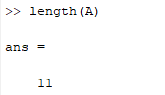 >> length(A)
ans =
11